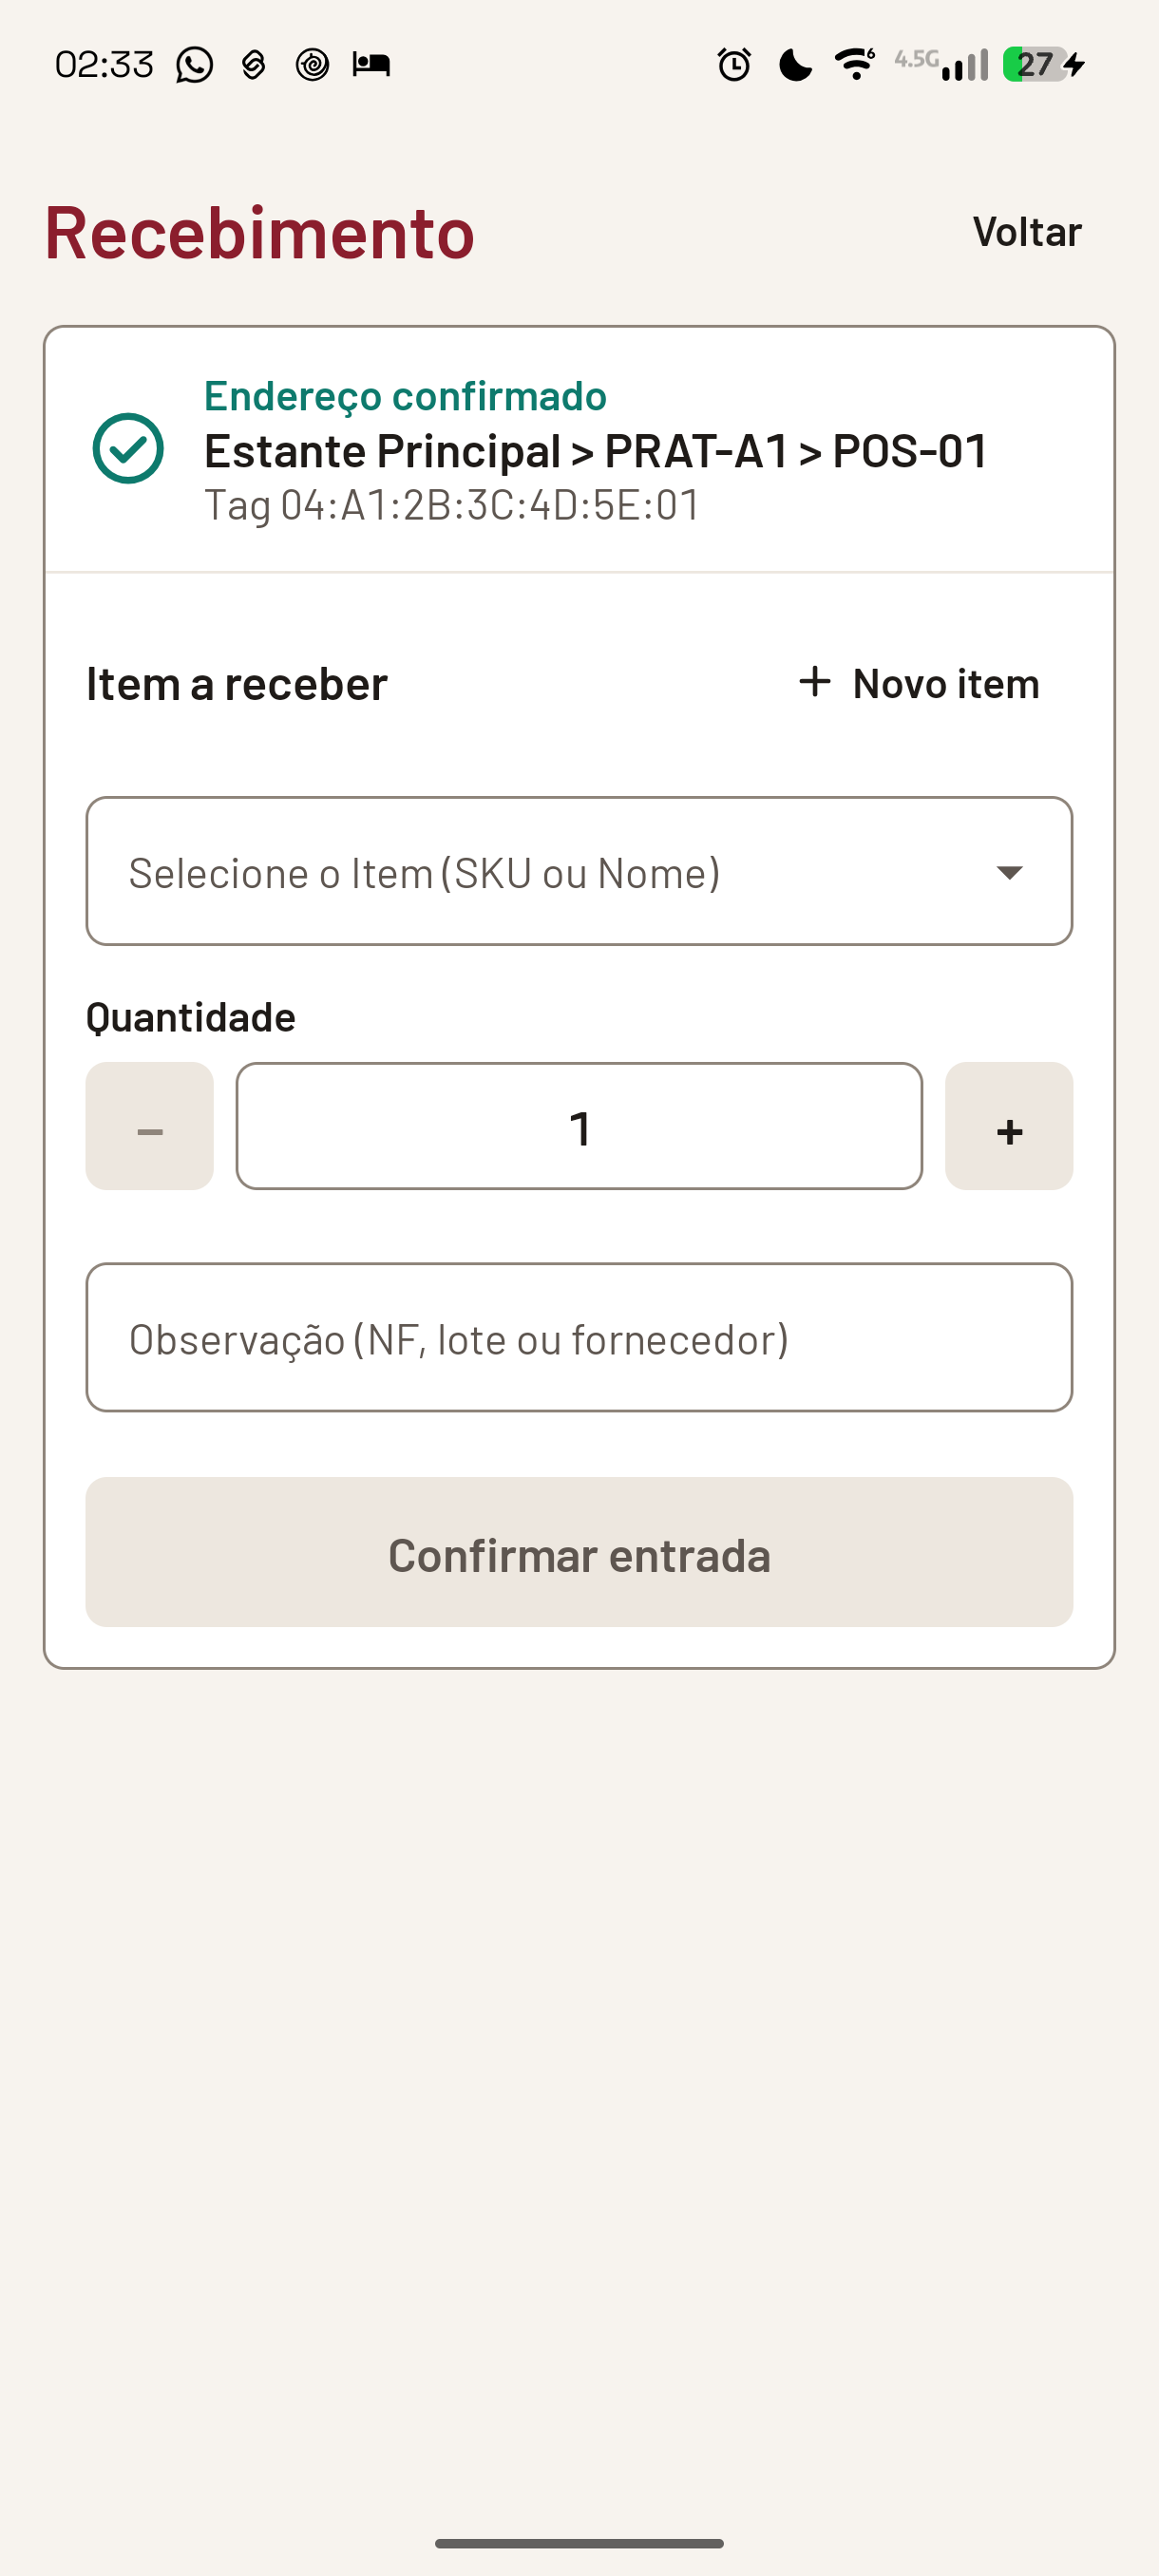 02:33
4.5G
27
Recebimento
Voltar
Endereço confirmado
Estante Principal > PRAT-A1 > POS-01
Tag 04:A1:2B:3C:4D:5E:01
Item a receber
+ Novo item
Selecione o Item (SKU ou Nome)
Quantidade
− 1 +
Observação (NF, lote ou fornecedor)
Confirmar entrada